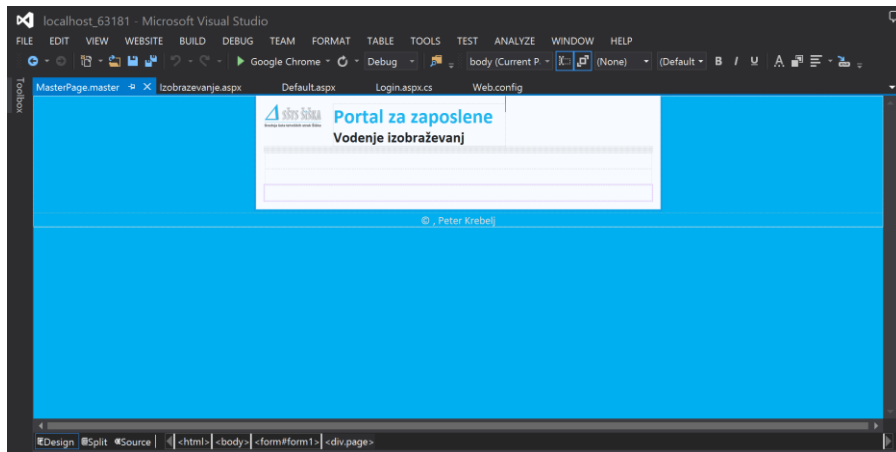 localhost_63181 - Microsoft Visual Studio
FILE EDIT VIEW WEBSITE BUILD DEBUG TEAM FORMAT TABLE TOOLS TEST ANALYZE WINDOW HELP
Google Chrome Debug body (Current P (None) (Default B I U A
Toolbox
MasterPage.master Izobrazevanje.aspx Default.aspx Login.aspx.cs Web.config
ŠŠTS ŠIŠKA Portal za zaposlene
Vodenje izobraževanj
© , Peter Krebelj
Design Split Source <html> <body> <form#form1> <div.page>